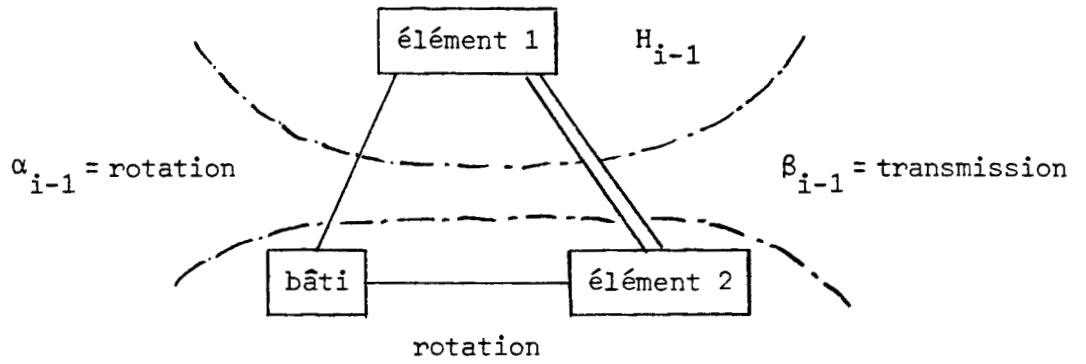 élément 1
H_{i-1}
α_{i-1} = rotation
β_{i-1} = transmission
bâti
élément 2
rotation